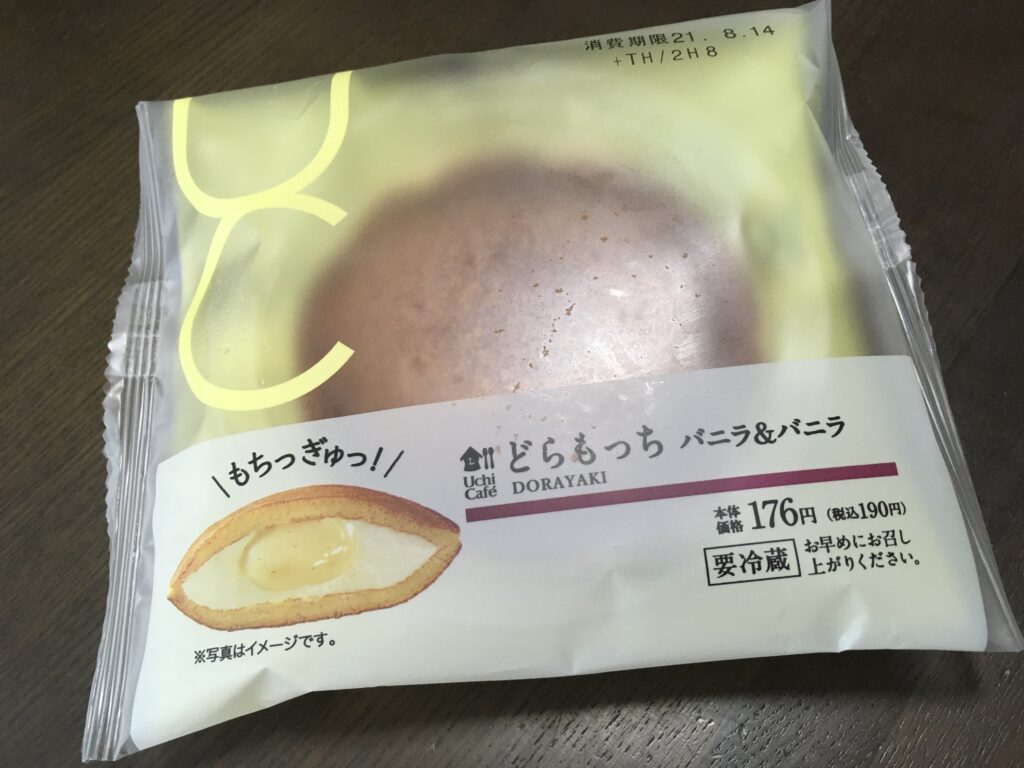 消費期限21. 8.14
+TH/2H8
UC
\もちっぎゅっ!/
Uchi
Café
どらもっち バニラ&バニラ
DORAYAKI
本体
価格 176円 (税込190円)
要冷蔵
お早めにお召し
上がりください。
※写真はイメージです。